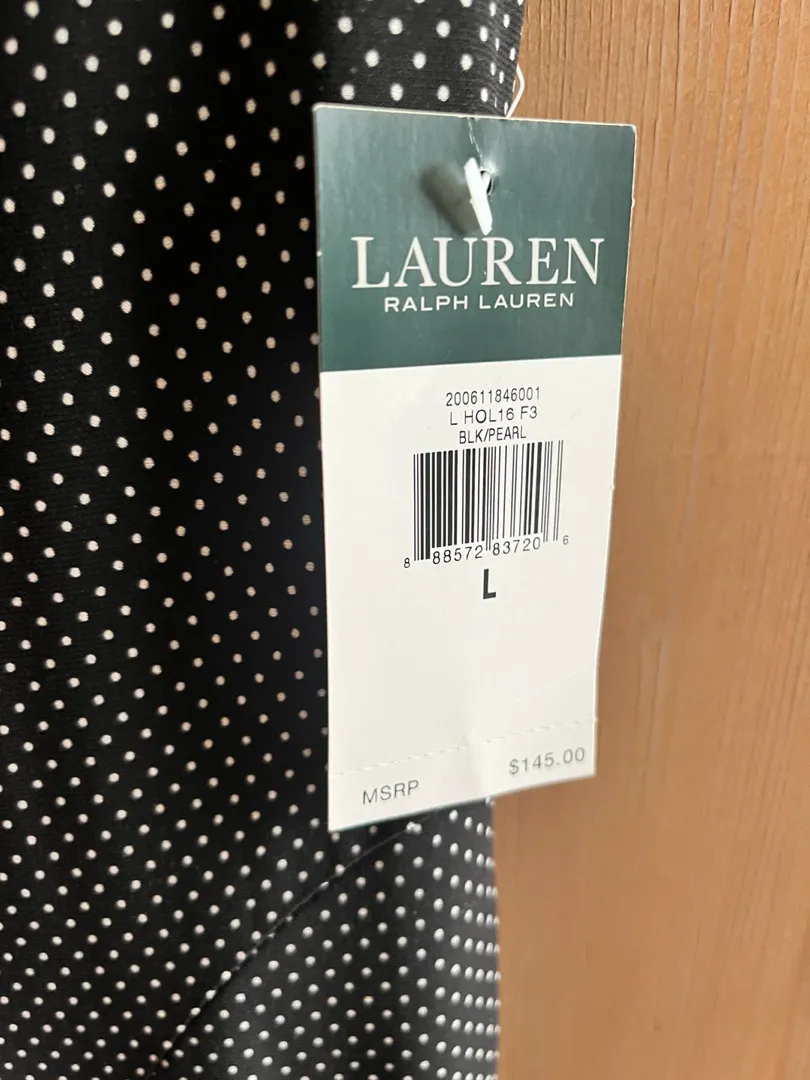 LAUREN
RALPH LAUREN
200611846001
L HOL16 F3
BLK/PEARL
8 88572 83720 6
L
MSRP $145.00